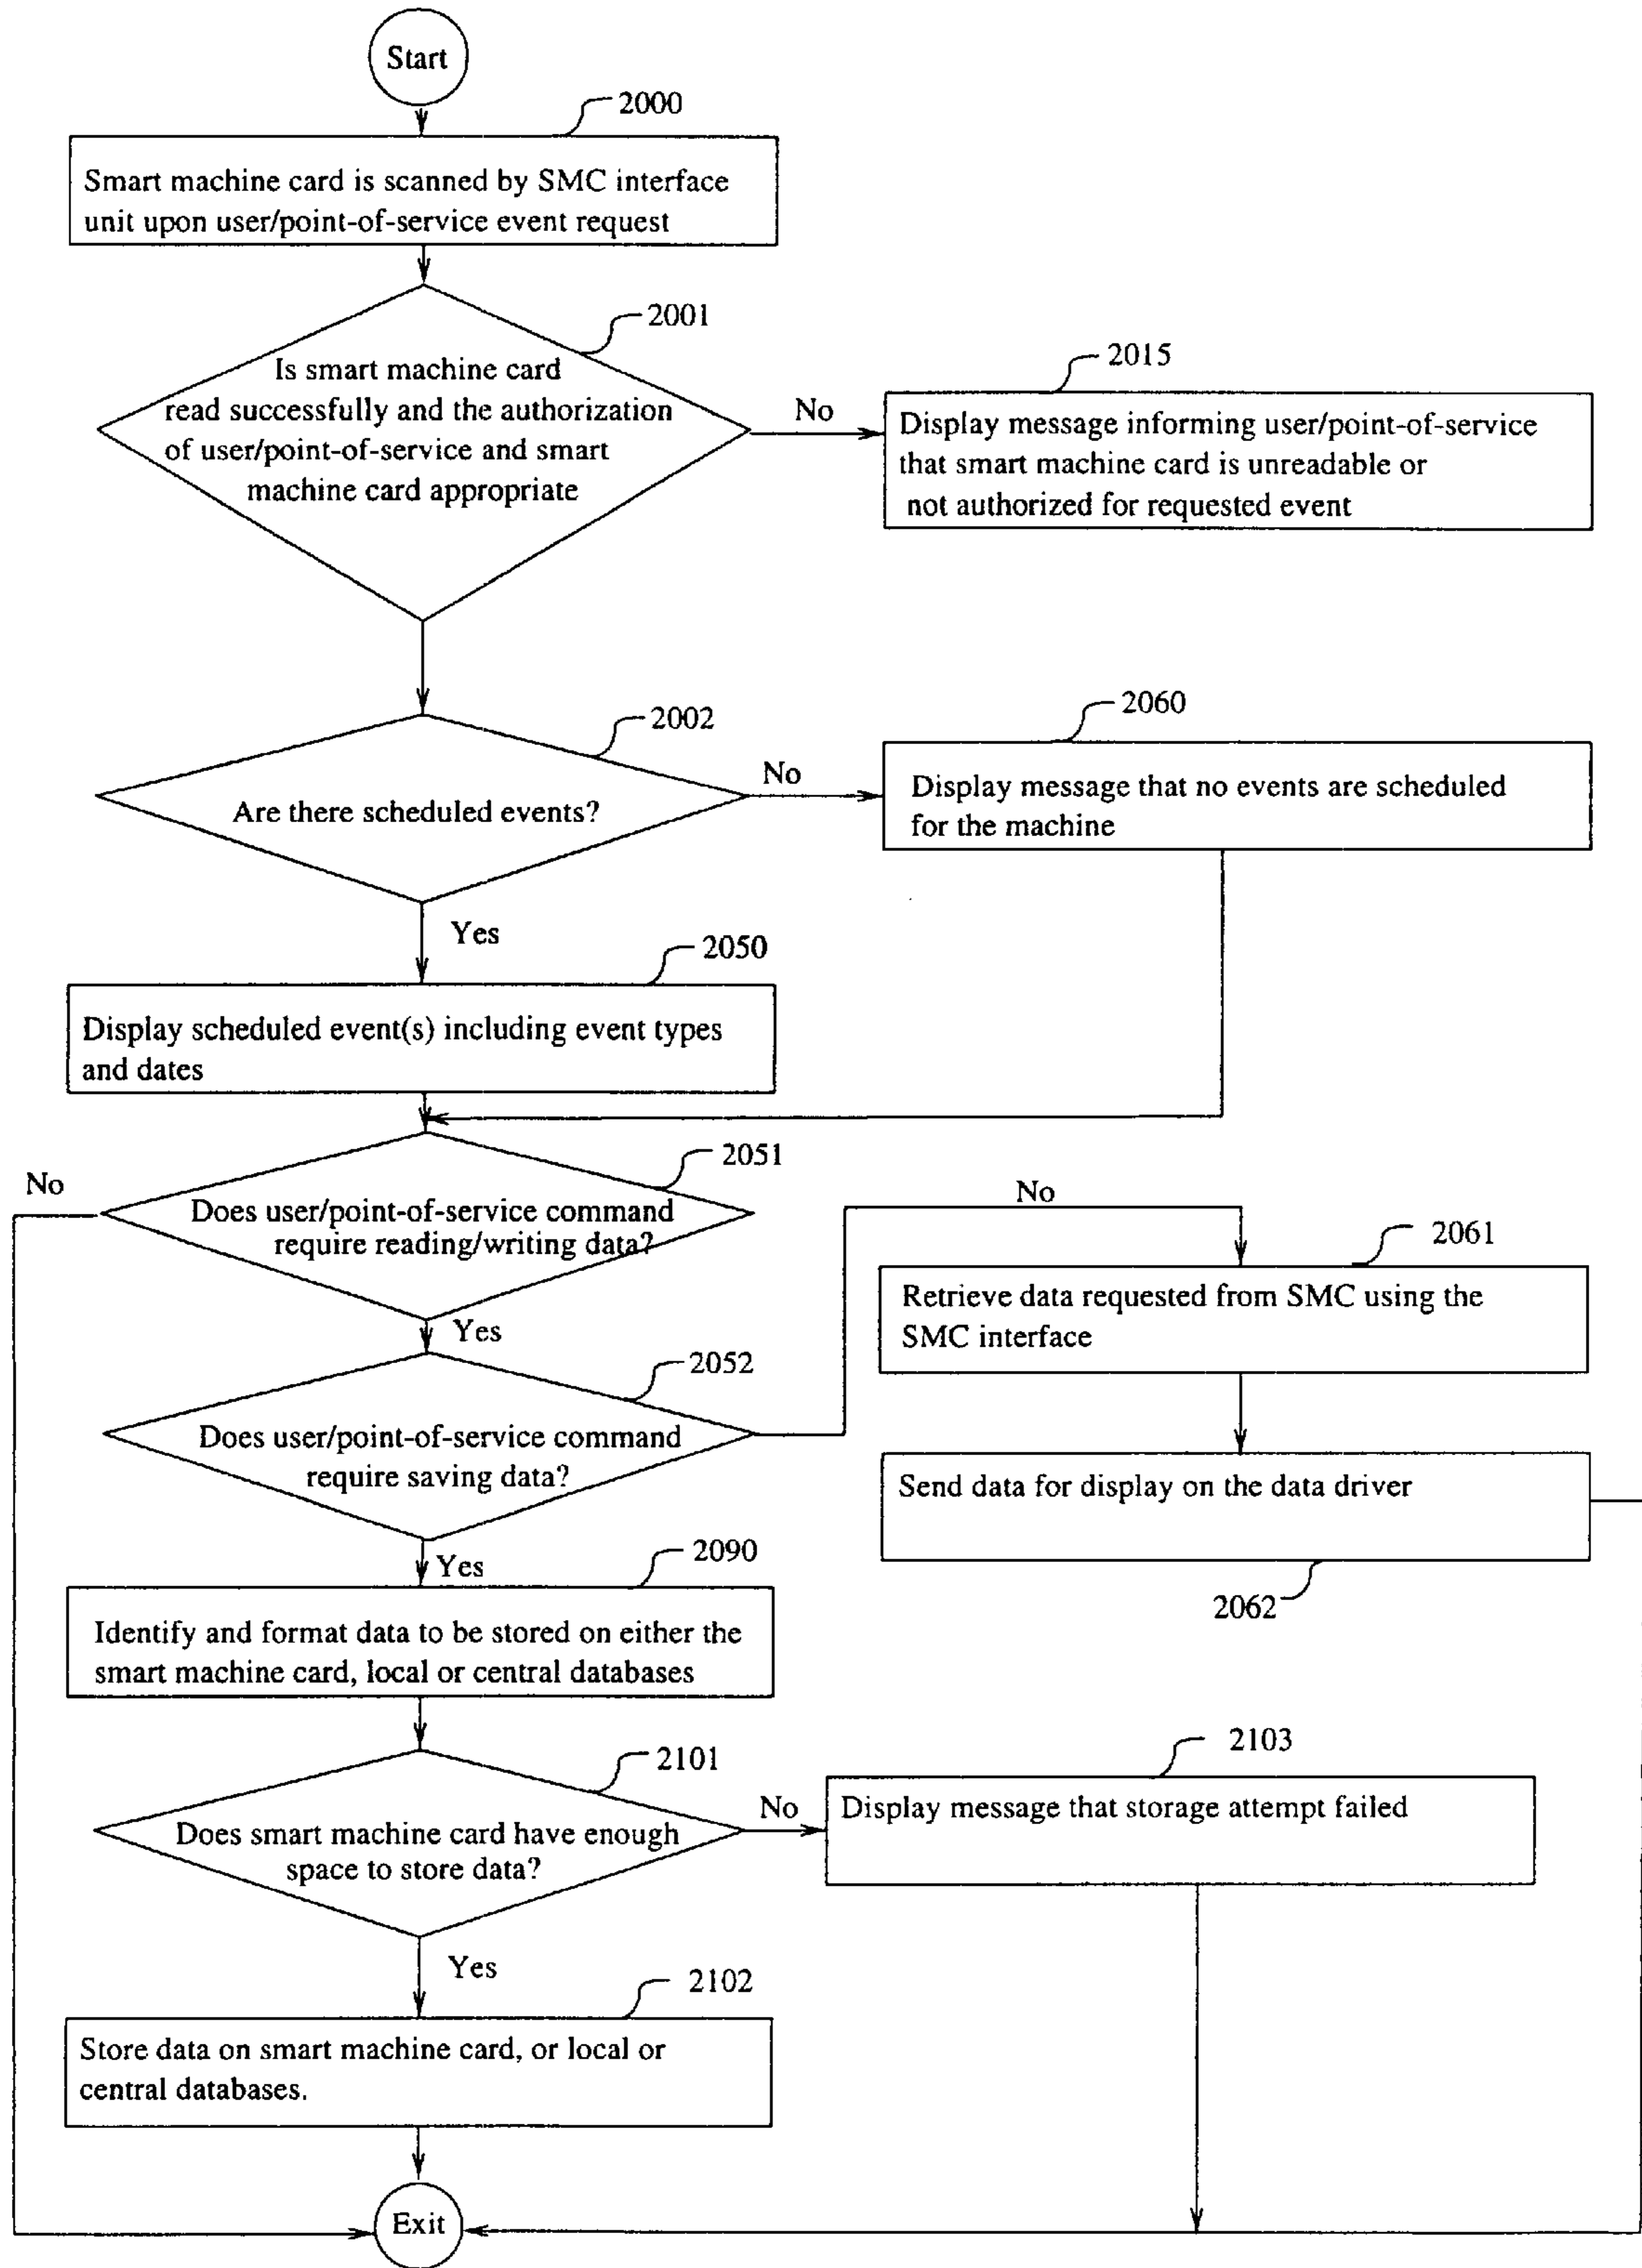 Start
2000
Smart machine card is scanned by SMC interface
unit upon user/point-of-service event request
2001
Is smart machine card
read successfully and the authorization
of user/point-of-service and smart
machine card appropriate
No
2015
Display message informing user/point-of-service
that smart machine card is unreadable or
not authorized for requested event
2002
Are there scheduled events?
No
2060
Display message that no events are scheduled
for the machine
Yes
2050
Display scheduled event(s) including event types
and dates
2051
No
Does user/point-of-service command
require reading/writing data?
Yes
No
2061
Retrieve data requested from SMC using the
SMC interface
2052
Does user/point-of-service command
require saving data?
Send data for display on the data driver
2062
Yes
2090
Identify and format data to be stored on either the
smart machine card, local or central databases
2101
Does smart machine card have enough
space to store data?
No
2103
Display message that storage attempt failed
Yes
2102
Store data on smart machine card, or local or
central databases.
Exit